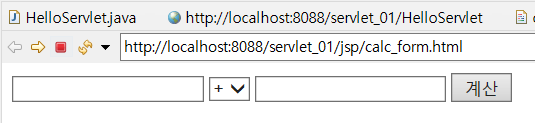 HelloServlet.java http://localhost:8088/servlet_01/HelloServlet c
http://localhost:8088/servlet_01/jsp/calc_form.html
+ 계산